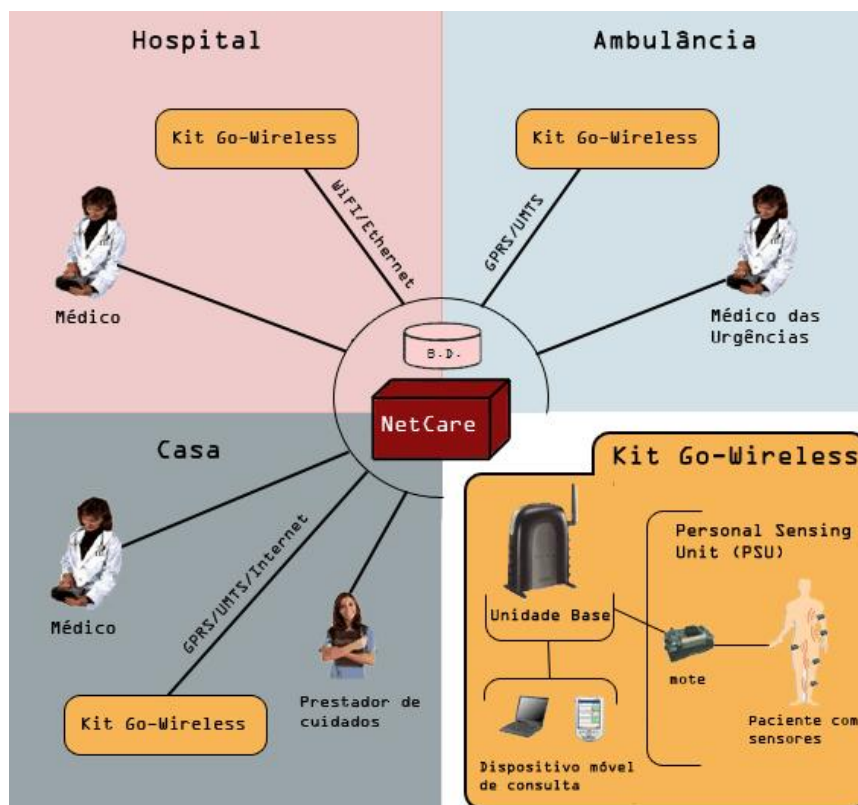 Hospital
Kit Go-Wireless
WiFI/Ethernet
Médico
Ambulância
Kit Go-Wireless
GPRS/UMTS
Médico das
Urgências
B.D.
NetCare
Casa
Médico
GPRS/UMTS/Internet
Kit Go-Wireless
Prestador de
cuidados
Kit Go-Wireless
Personal Sensing
Unit (PSU)
Unidade Base
mote
Paciente com
sensores
Dispositivo móvel
de consulta